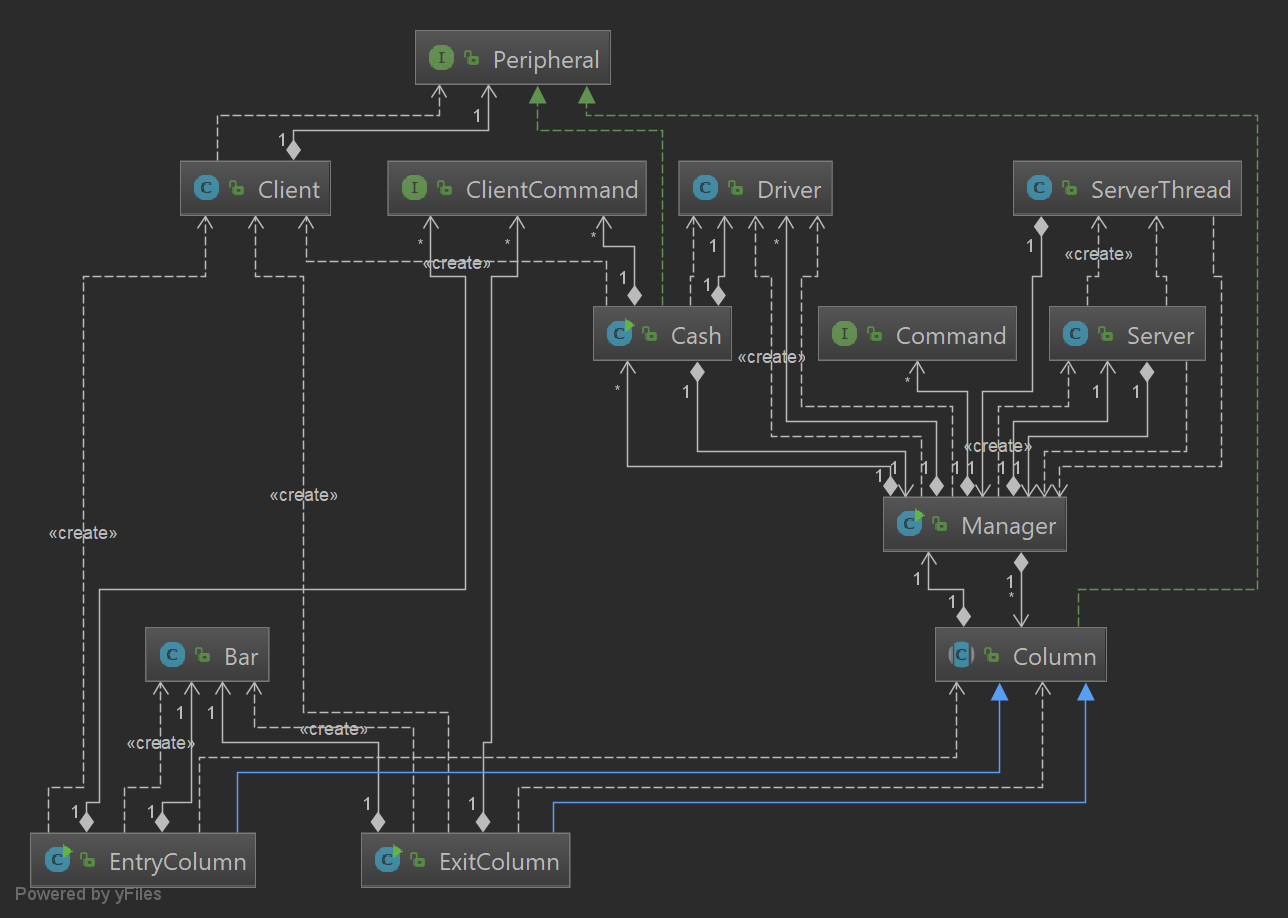 I Peripheral
1
1
C Client
I ClientCommand
C Driver
C ServerThread
*
*
*
1
1
«create»
«create»
1
1
C Cash
I Command
C Server
«create»
*
1
*
1
1
«create»
1
1
1
1
1
1
«create»
C Manager
«create»
1
1
*
1
C Bar
C Column
1
1
«create»
«create»
1
1
1
1
C EntryColumn
C ExitColumn
Powered by yFiles